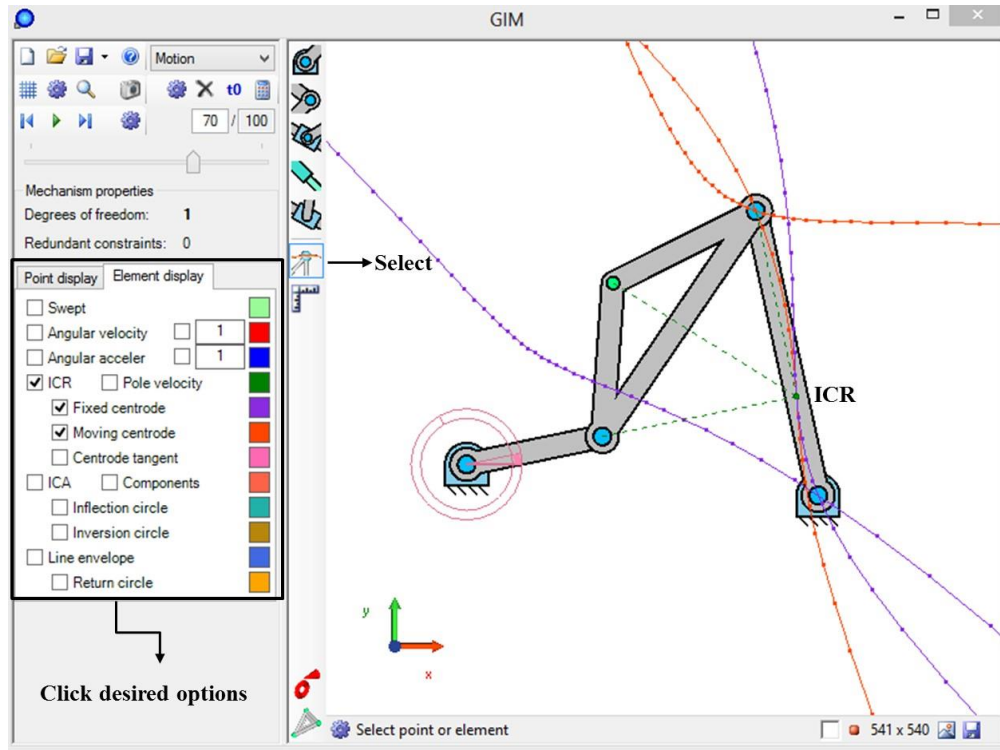 GIM
Motion
t0
70 / 100
Mechanism properties
Degrees of freedom: 1
Redundant constraints: 0
Select
Point display Element display
Swept
Angular velocity 1
Angular acceler 1
ICR Pole velocity
Fixed centrode
Moving centrode
Centrode tangent
ICA Components
Inflection circle
Inversion circle
Line envelope
Return circle
Click desired options
ICR
y
x
Select point or element
541 x 540